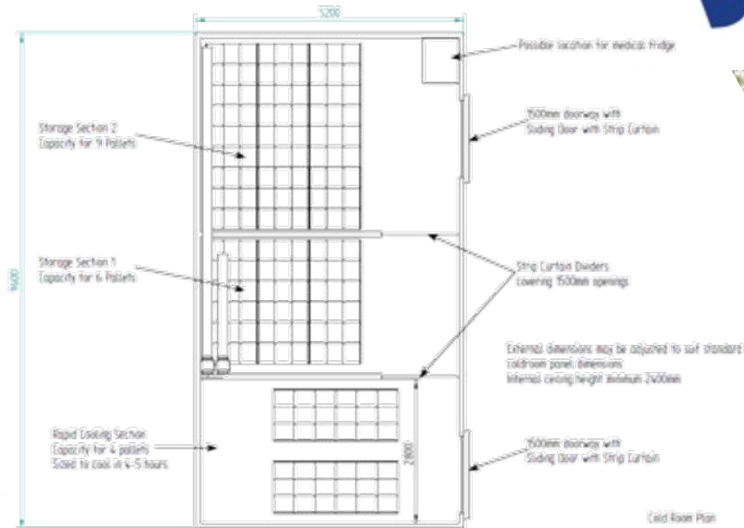 5200
Possible location for medical fridge
1500mm doorway with
Sliding Door with Strip Curtain
Storage Section 2
Capacity for 9 Pallets
9600
Storage Section 1
Capacity for 6 Pallets
Strip Curtain Dividers
covering 1500mm openings
External dimensions may be adjusted to suit standard
coldroom panel dimensions
Internal ceiling height minimum 2400mm
Rapid Cooling Section
Capacity for 4 pallets
Sized to cool in 4-5 hours
2800
1500mm doorway with
Sliding Door with Strip Curtain
Cold Room Plan